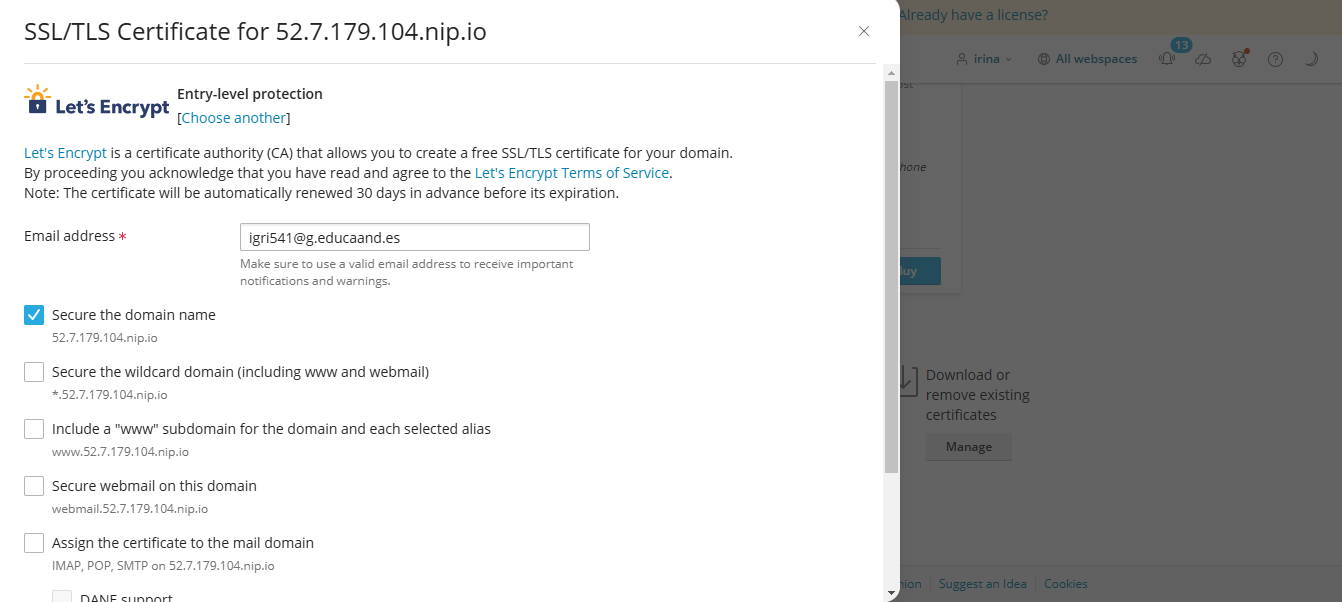 SSL/TLS Certificate for 52.7.179.104.nip.io
Already have a license?
irina
All webspaces
13
Let's Encrypt
Entry-level protection
[Choose another]
Let's Encrypt is a certificate authority (CA) that allows you to create a free SSL/TLS certificate for your domain.
By proceeding you acknowledge that you have read and agree to the Let's Encrypt Terms of Service.
Note: The certificate will be automatically renewed 30 days in advance before its expiration.
Email address *
igri541@g.educaand.es
Make sure to use a valid email address to receive important
notifications and warnings.
Secure the domain name
52.7.179.104.nip.io
Secure the wildcard domain (including www and webmail)
*.52.7.179.104.nip.io
Include a "www" subdomain for the domain and each selected alias
www.52.7.179.104.nip.io
Secure webmail on this domain
webmail.52.7.179.104.nip.io
Assign the certificate to the mail domain
IMAP, POP, SMTP on 52.7.179.104.nip.io
DANE support
Download or
remove existing
certificates
Manage
Suggest an Idea
Cookies